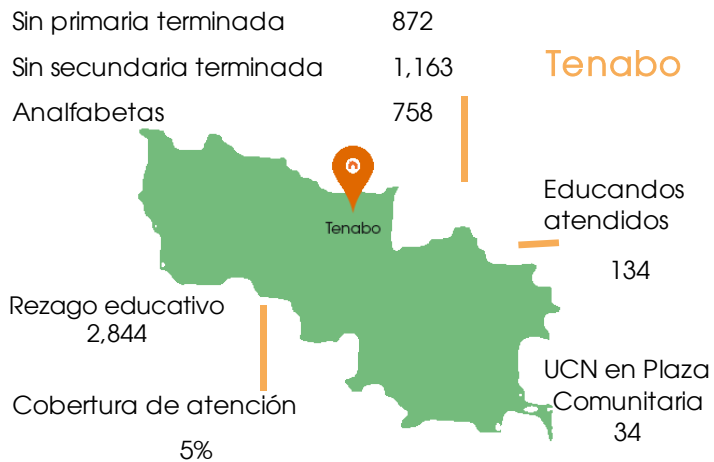 Sin primaria terminada 872
Sin secundaria terminada 1,163
Analfabetas 758
Tenabo
Tenabo
Educandos
atendidos
134
Rezago educativo
2,844
Cobertura de atención
5%
UCN en Plaza
Comunitaria
34